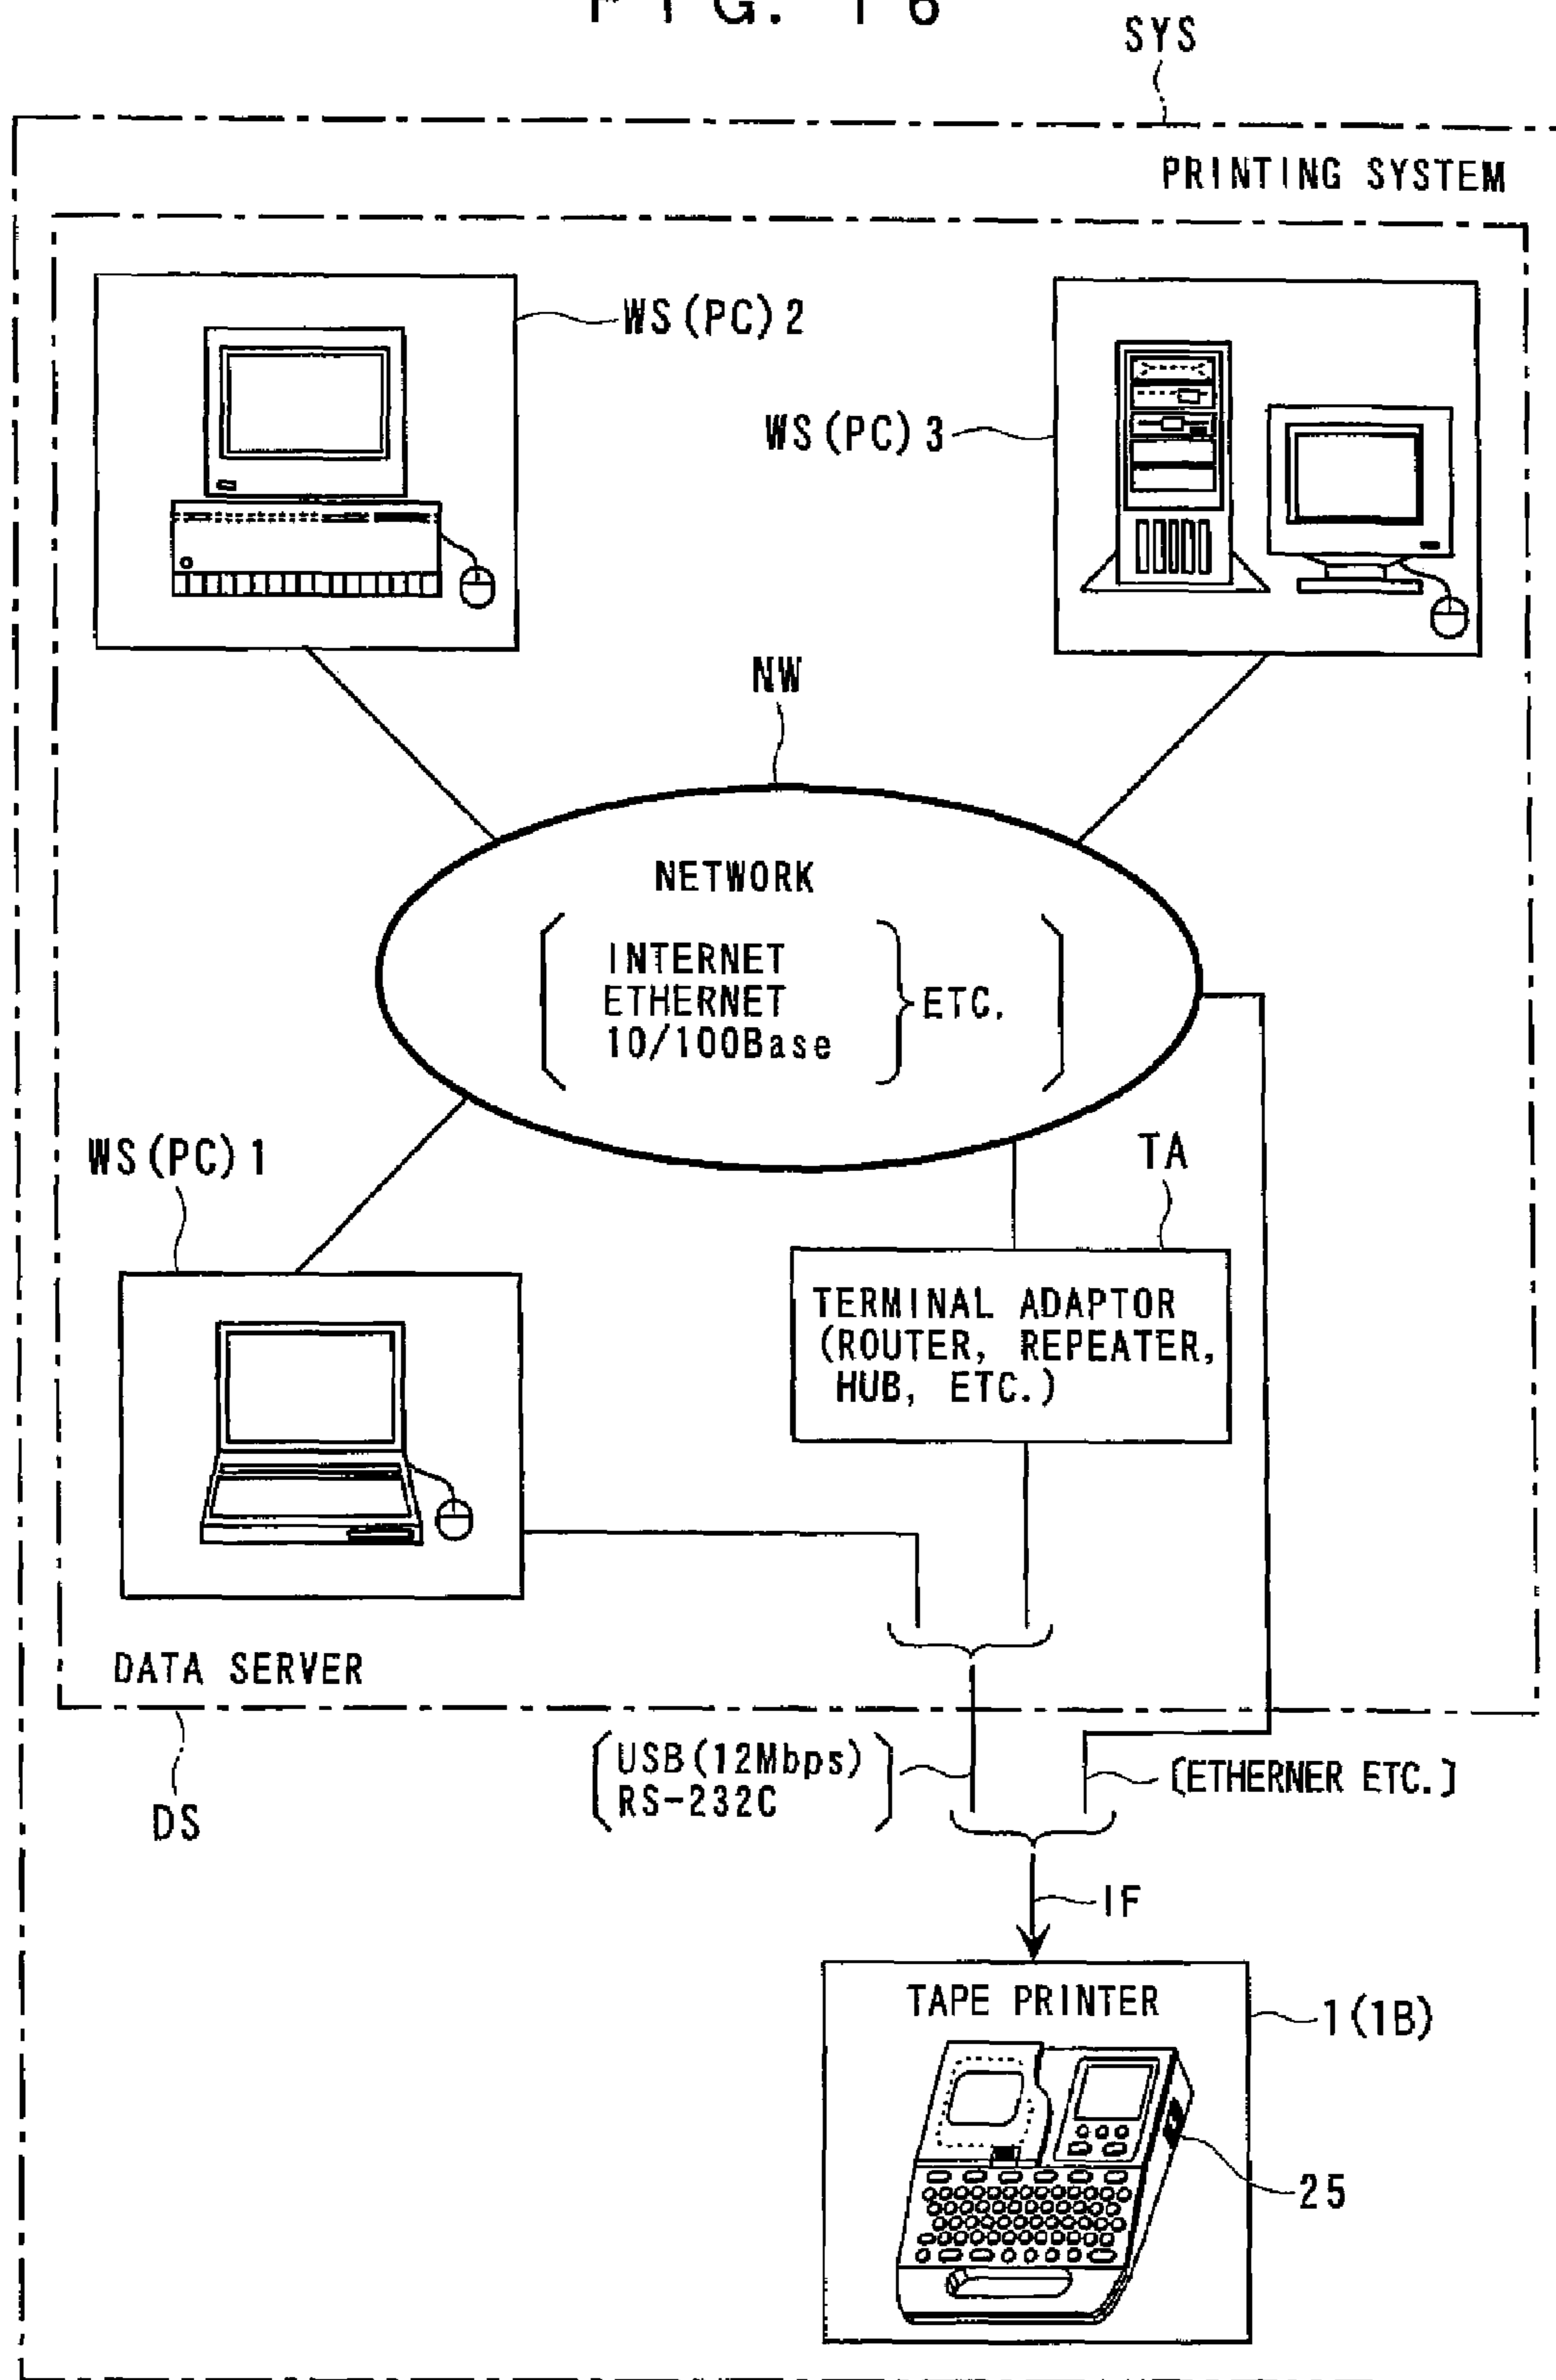 FIG. 16
SYS
PRINTING SYSTEM
WS(PC)2
WS(PC)3
NW
NETWORK
INTERNET
ETHERNET
10/100Base
ETC.
WS(PC)1
TA
TERMINAL ADAPTOR
(ROUTER, REPEATER,
HUB, ETC.)
DATA SERVER
DS
USB(12Mbps)
RS-232C
[ETHERNER ETC.]
IF
TAPE PRINTER
1(1B)
25